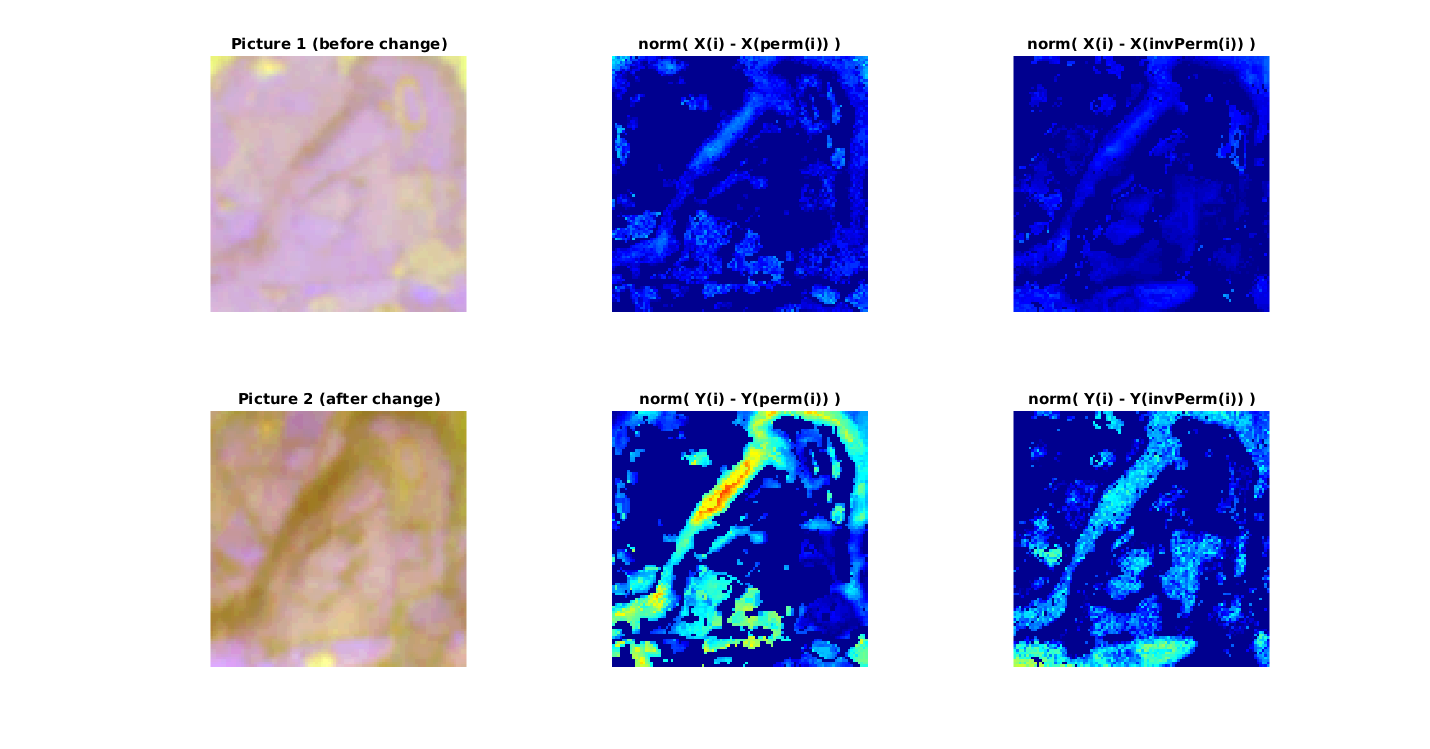 Picture 1 (before change)
norm( X(i) - X(perm(i)) )
norm( X(i) - X(invPerm(i)) )
Picture 2 (after change)
norm( Y(i) - Y(perm(i)) )
norm( Y(i) - Y(invPerm(i)) )